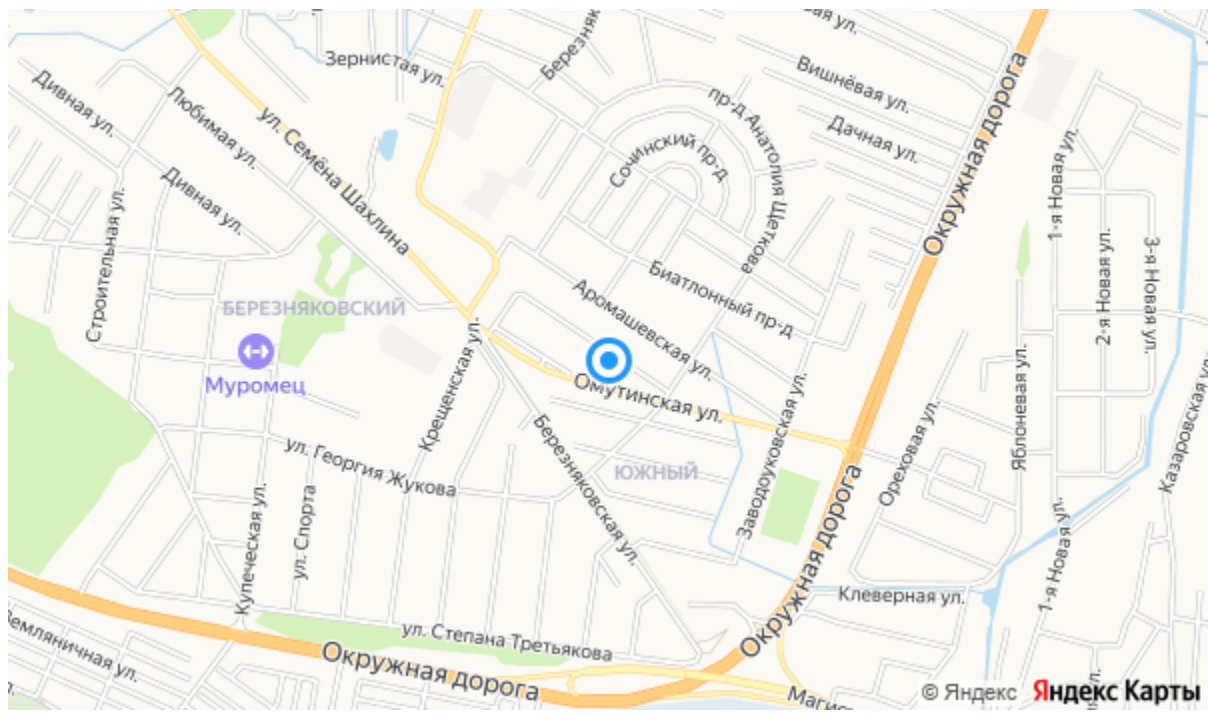 Зернистая ул.
Вишнёвая ул.
Дачная ул.
пр-д Анатолия Щеткова
Сочинский пр-д
Окружная дорога
1-я Новая ул.
2-я Новая ул.
3-я Новая ул.
Дивная ул.
Любимая ул.
ул. Семёна Шахлина
Дивная ул.
Строительная ул.
БЕРЕЗНЯКОВСКИЙ
Биатлонный пр-д
Аромашевская ул.
Муромец
Крещенская ул.
Омутинская ул.
Заводоуковская ул.
Ореховая ул.
Яблоневая ул.
Казаровская ул.
ЮЖНЫЙ
ул. Георгия Жукова
Березняковская ул.
ул. Спорта
Купеческая ул.
Окружная дорога
1-я Новая ул.
Клеверная ул.
Земляничная ул.
ул. Степана Третьякова
Окружная дорога
© Яндекс Яндекс Карты